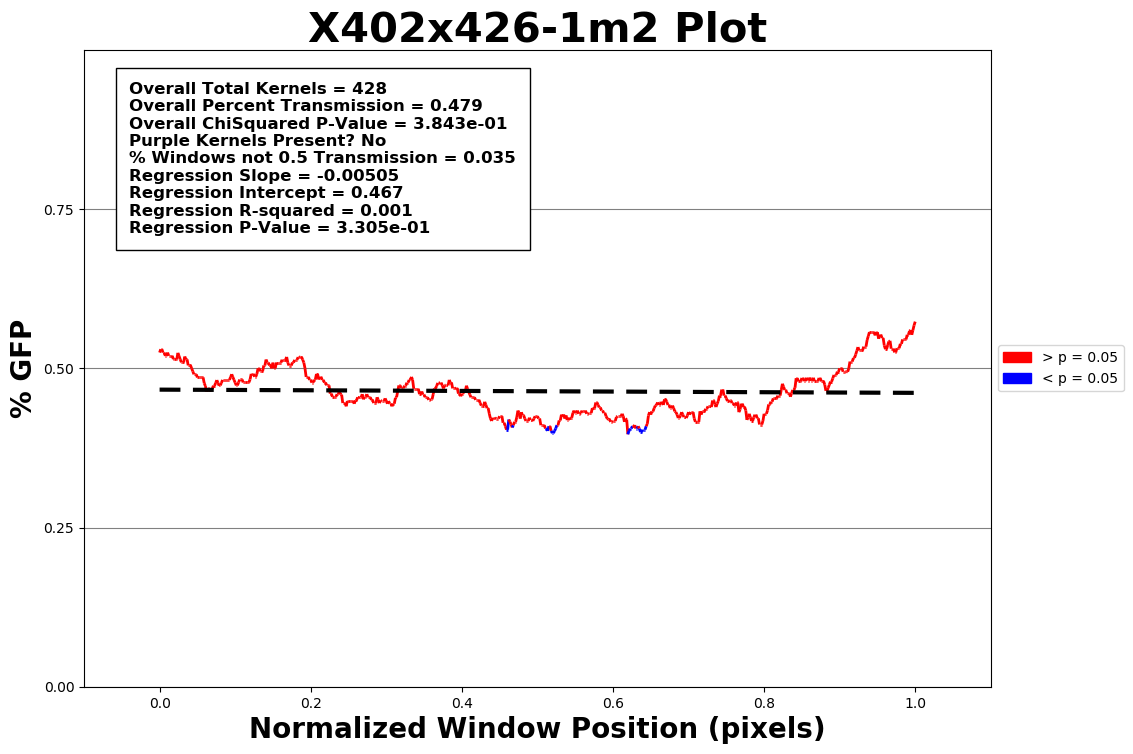 X402x426-1m2 Plot
Overall Total Kernels = 428
Overall Percent Transmission = 0.479
Overall ChiSquared P-Value = 3.843e-01
Purple Kernels Present? No
% Windows not 0.5 Transmission = 0.035
Regression Slope = -0.00505
Regression Intercept = 0.467
Regression R-squared = 0.001
Regression P-Value = 3.305e-01
% GFP
0.75
0.50
0.25
0.00
> p = 0.05
< p = 0.05
0.0 0.2 0.4 0.6 0.8 1.0
Normalized Window Position (pixels)